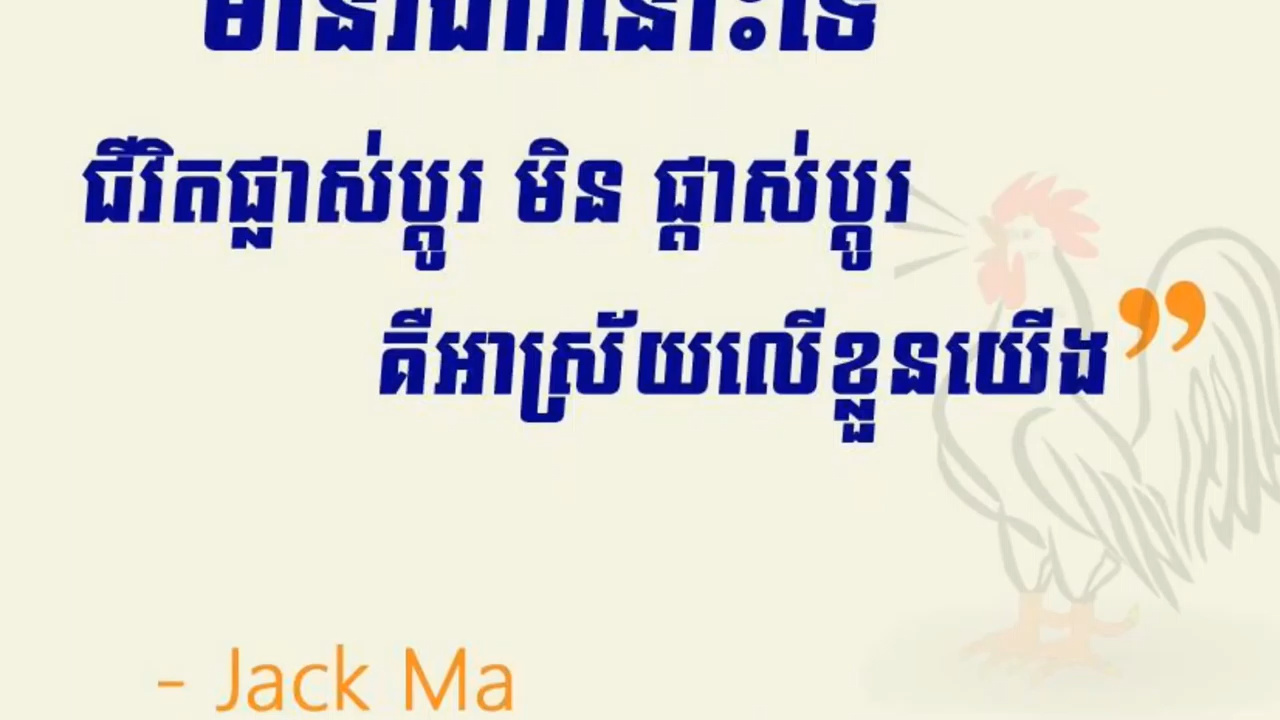 ជីវិតផ្លាស់ប្តូរ មិន ផ្តាស់ប្តូរ
គឺអាស្រ័យលើខ្លួនយើង”
- Jack Ma